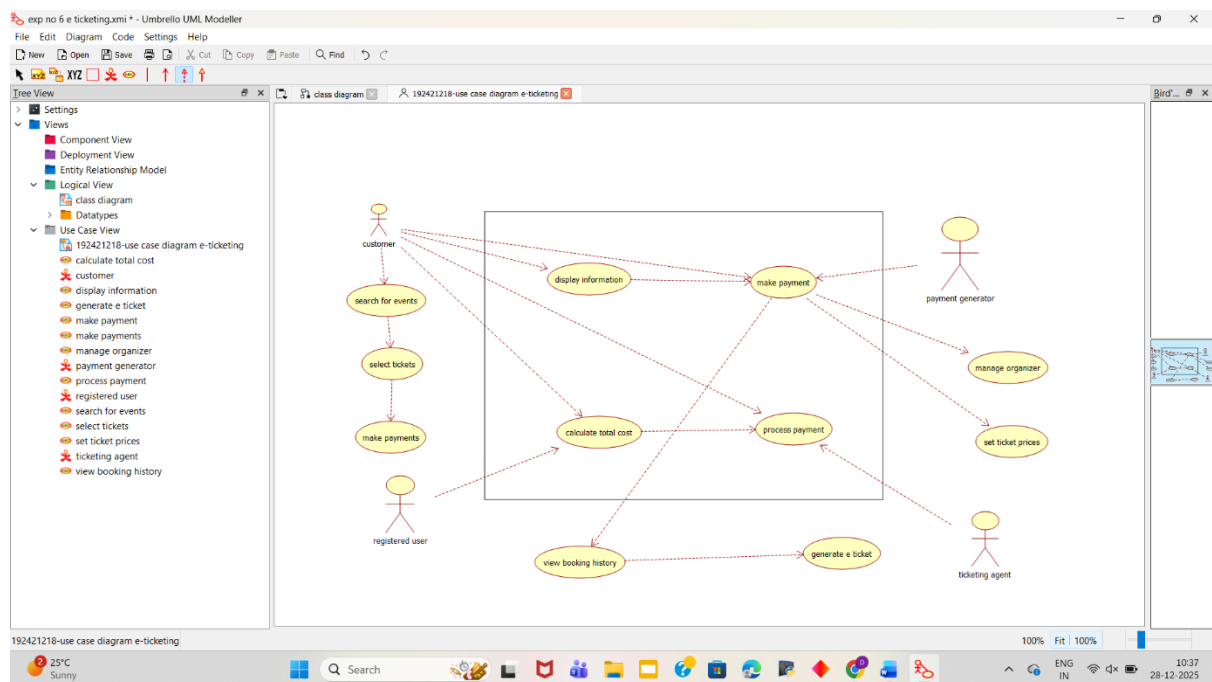 exp no 6 e ticketing.xmi * - Umbrello UML Modeller
File Edit Diagram Code Settings Help
New Open Save Cut Copy Paste Find
XYZ
Tree View
class diagram
192421218-use case diagram e-ticketing
Bird'...
Settings
Views
Component View
Deployment View
Entity Relationship Model
Logical View
class diagram
Datatypes
Use Case View
192421218-use case diagram e-ticketing
calculate total cost
customer
display information
generate e ticket
make payment
make payments
manage organizer
payment generator
process payment
registered user
search for events
select tickets
set ticket prices
ticketing agent
view booking history
customer
display information
make payment
payment generator
search for events
select tickets
manage organizer
make payments
calculate total cost
process payment
set ticket prices
registered user
view booking history
generate e ticket
ticketing agent
192421218-use case diagram e-ticketing
100% Fit 100%
2
25°C
Sunny
Search
ENG
IN
10:37
28-12-2025